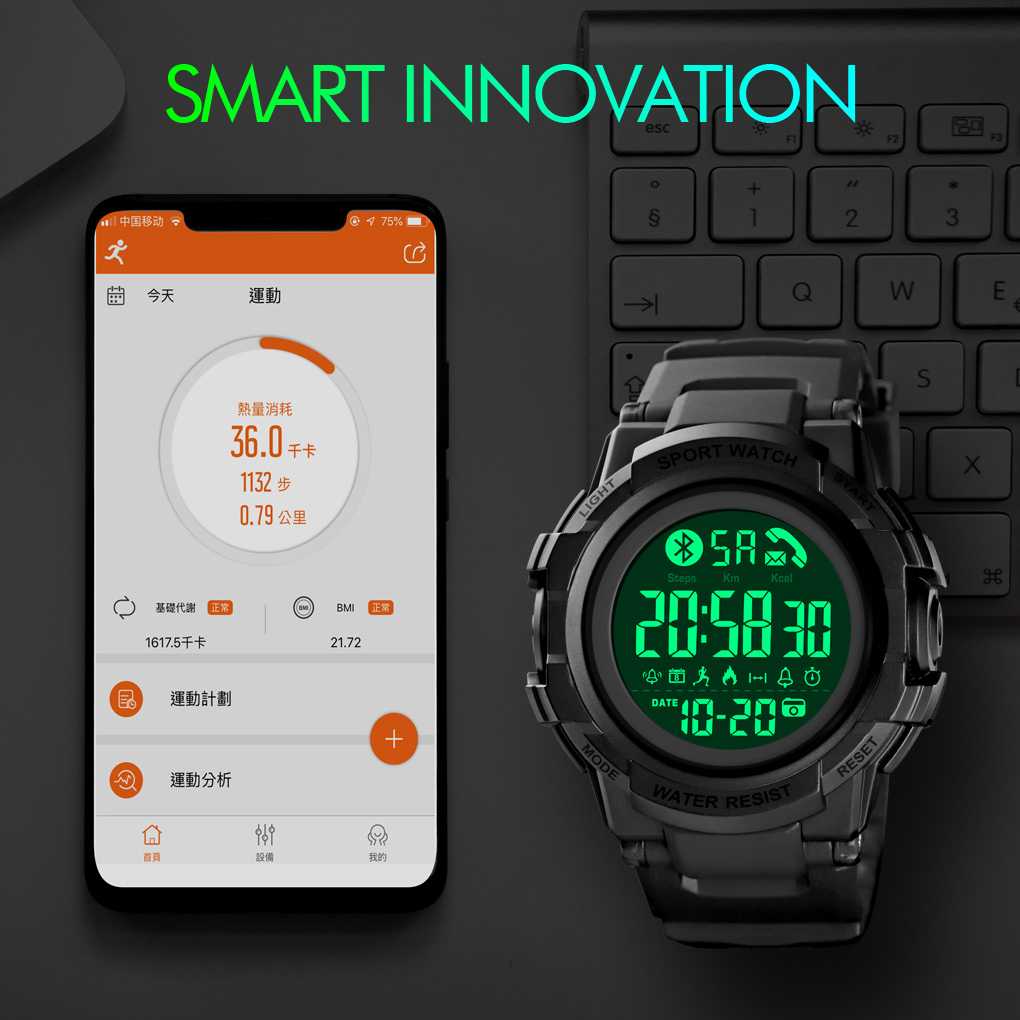 SMART INNOVATION
中国移动 75%
今天 運動
熱量消耗
36.0 千卡
1132 步
0.79 公里
基礎代謝 正常 BMI BMI 正常
1617.5千卡 21.72
運動計劃
+
運動分析
首頁 設備 我的
esc F1 F2 F3
° § + 1 “ 2 * 3
Q W E €
S
X
⌘
SPORT WATCH
LIGHT START
SA
Steps Km Kcal
20:58 30
8
DATE 10-20
MODE RESET
WATER RESIST